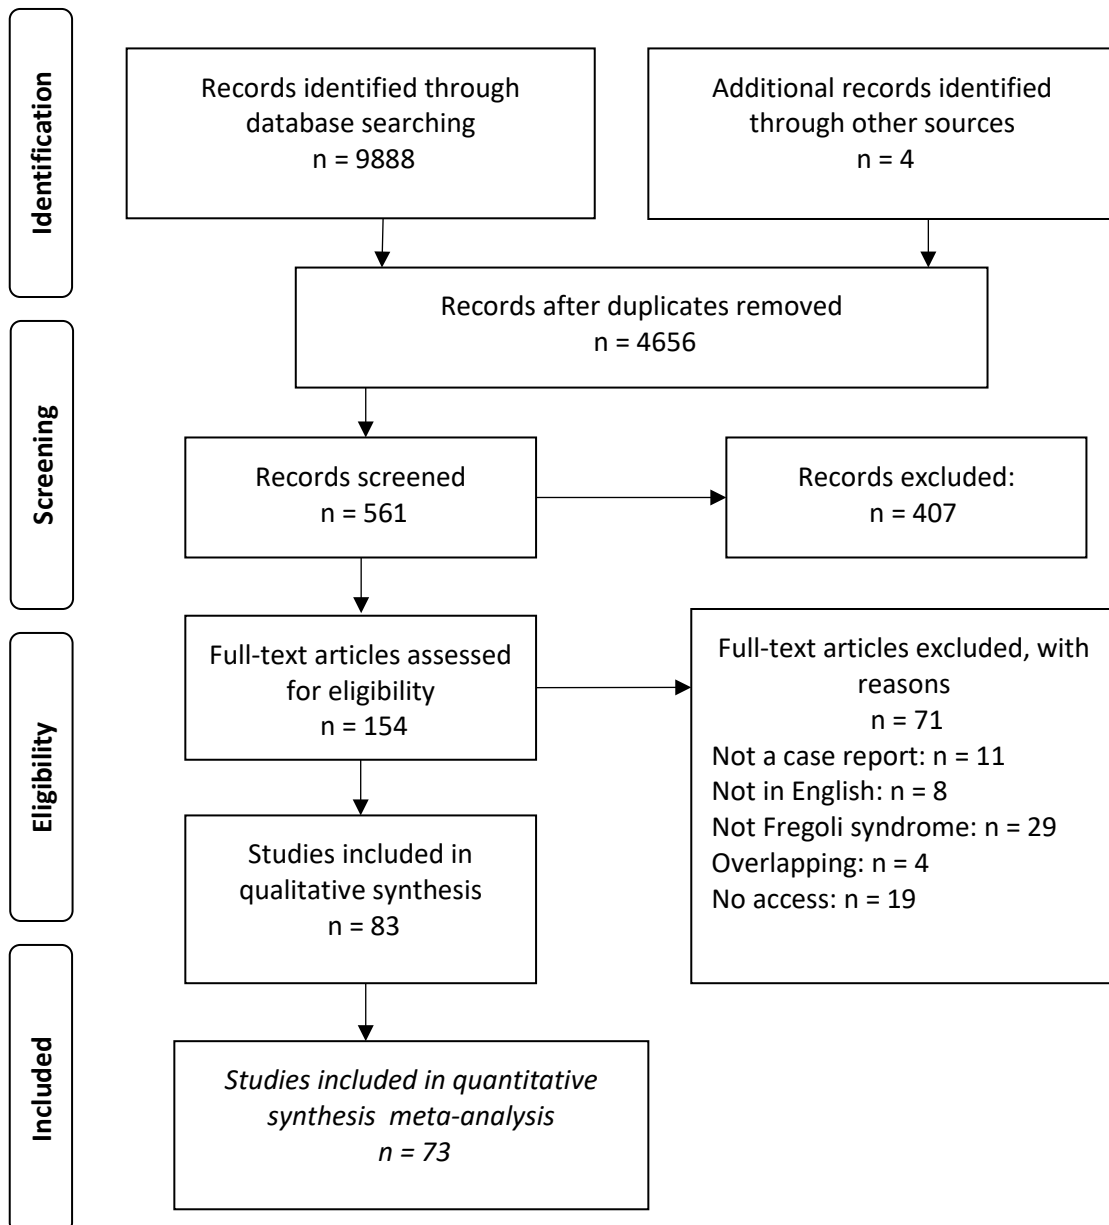 Identification
Records identified through
database searching
n = 9888
Additional records identified
through other sources
n = 4
Records after duplicates removed
n = 4656
Screening
Records screened
n = 561
Records excluded:
n = 407
Eligibility
Full-text articles assessed
for eligibility
n = 154
Full-text articles excluded, with
reasons
n = 71
Not a case report: n = 11
Not in English: n = 8
Not Fregoli syndrome: n = 29
Overlapping: n = 4
No access: n = 19
Studies included in
qualitative synthesis
n = 83
Included
Studies included in quantitative
synthesis  meta-analysis
n = 73